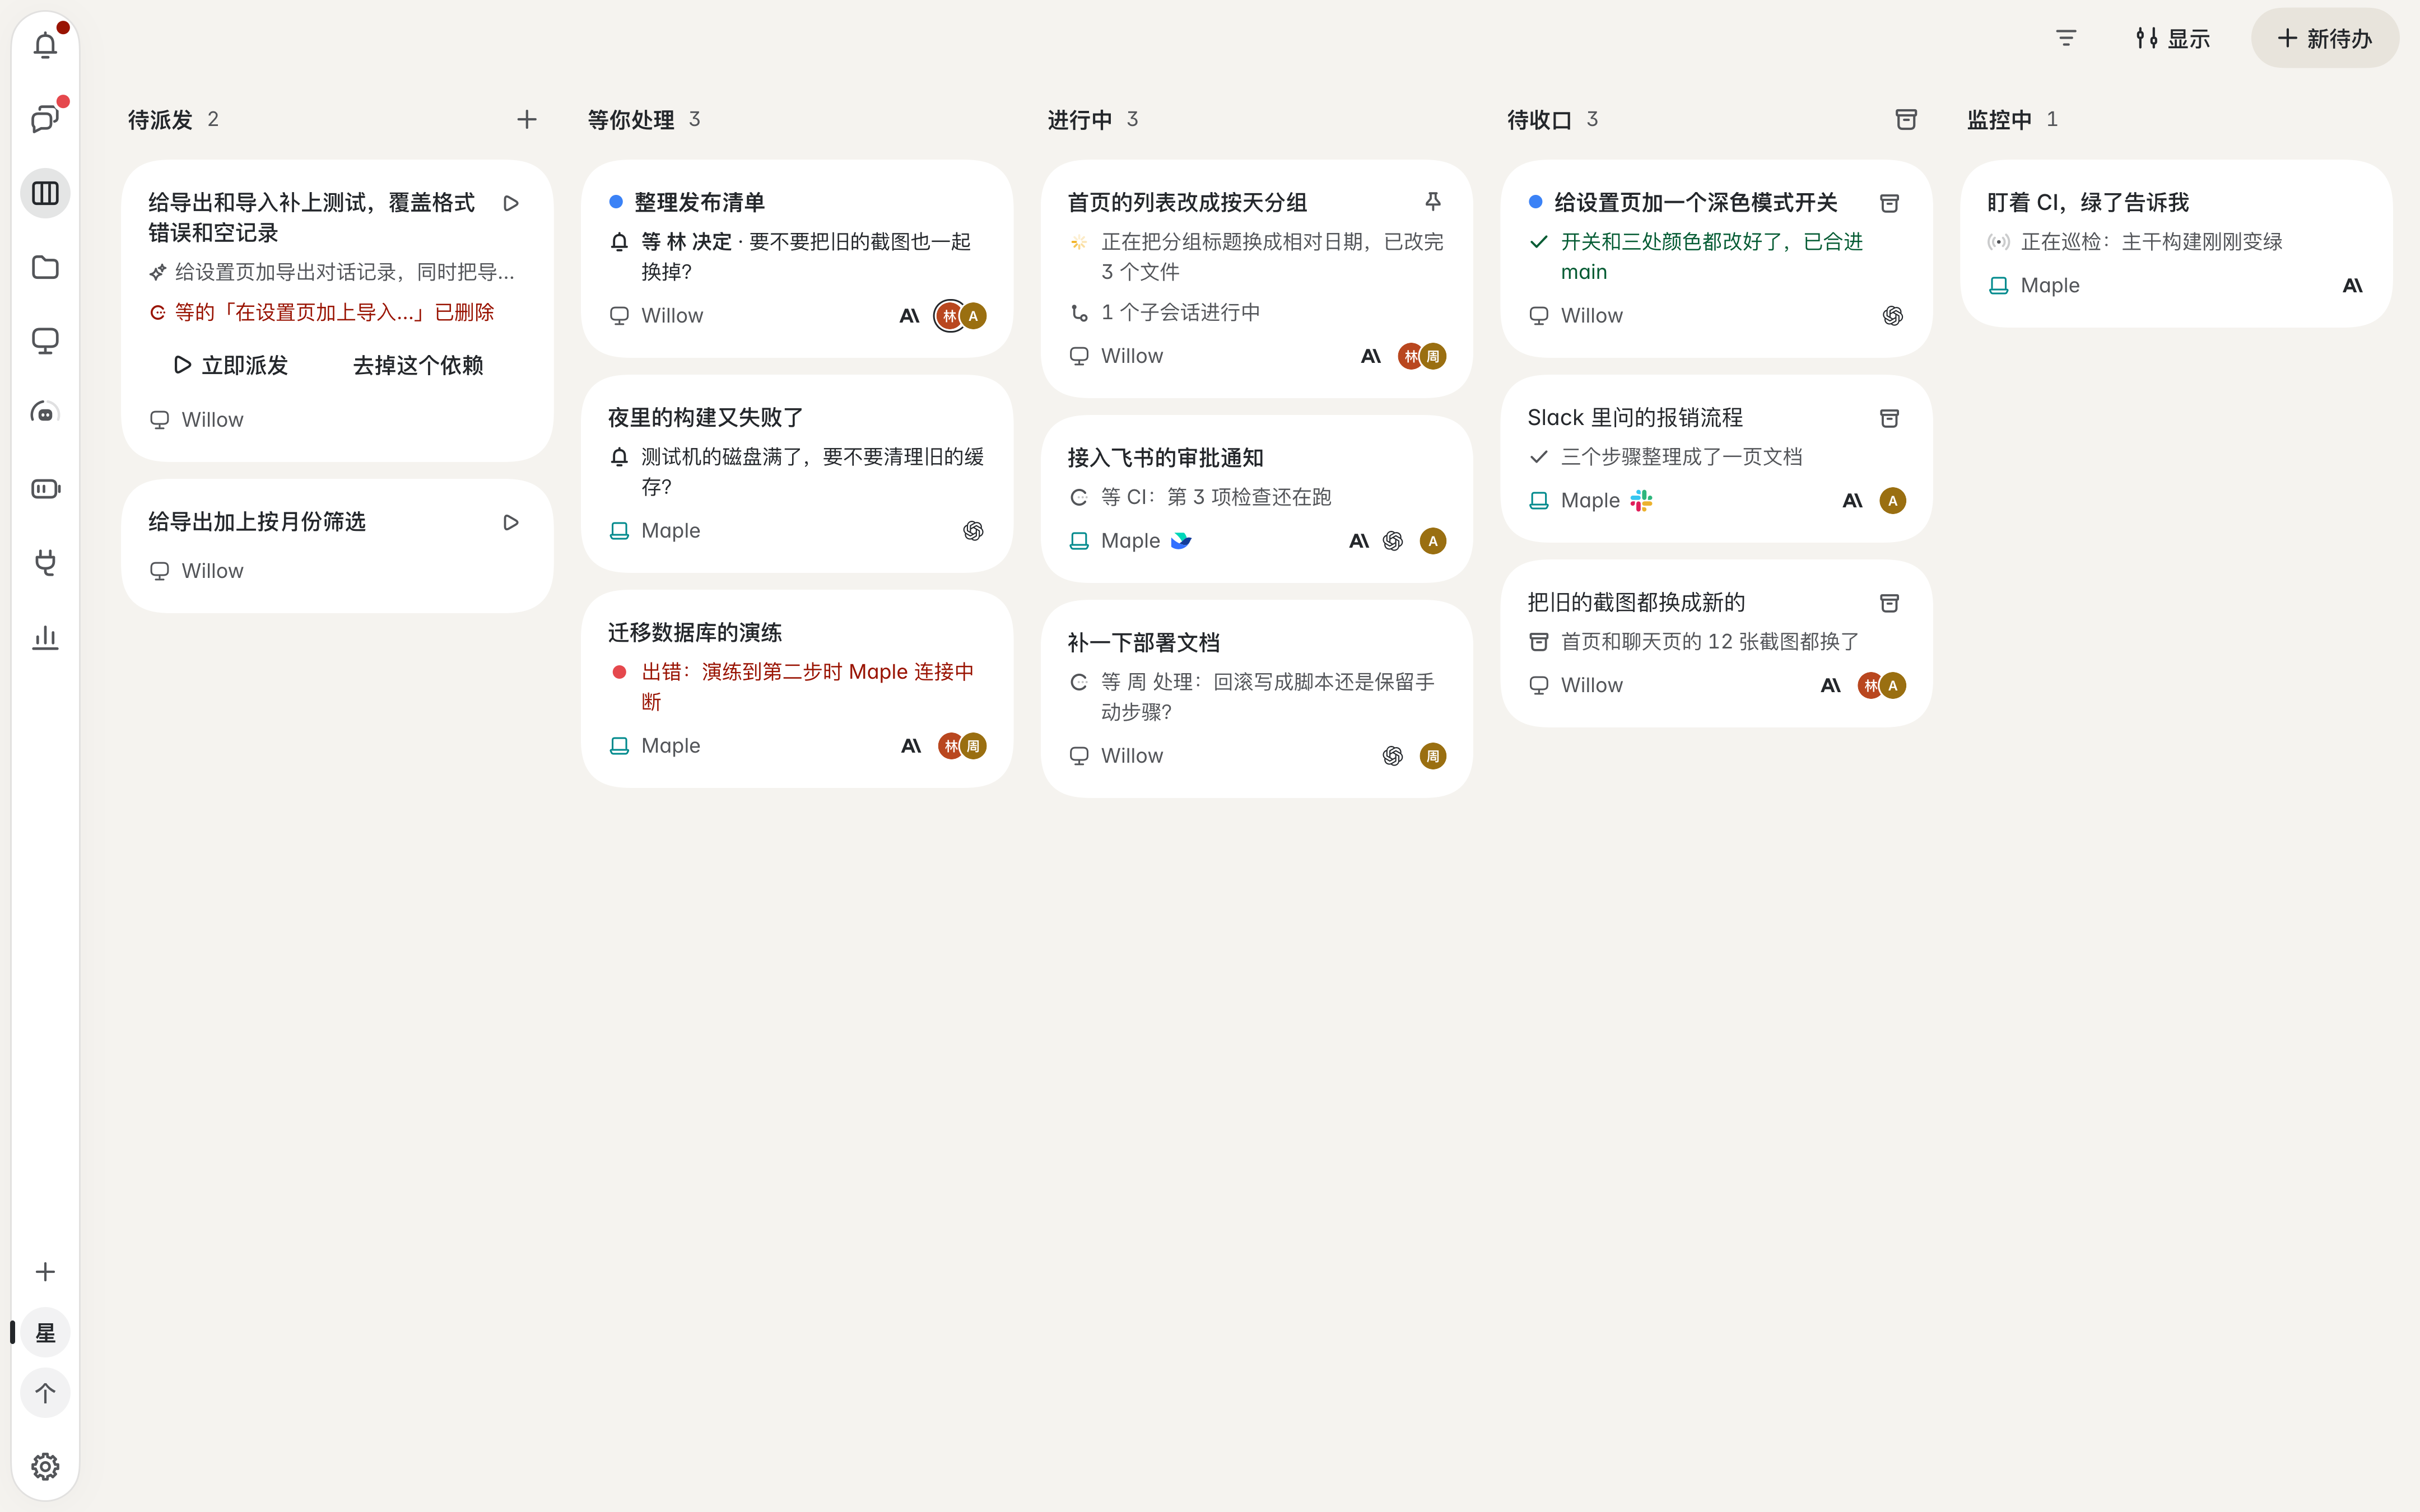 显示
新待办
待派发 2
给导出和导入补上测试，覆盖格式
错误和空记录
给设置页加导出对话记录，同时把导...
等的「在设置页加上导入...」已删除
立即派发
去掉这个依赖
Willow
给导出加上按月份筛选
Willow
等你处理 3
整理发布清单
等 林 决定 · 要不要把旧的截图也一起
换掉？
Willow
林
A
夜里的构建又失败了
测试机的磁盘满了，要不要清理旧的缓
存？
Maple
迁移数据库的演练
出错：演练到第二步时 Maple 连接中
断
Maple
林
周
进行中 3
首页的列表改成按天分组
正在把分组标题换成相对日期，已改完
3 个文件
1 个子会话进行中
Willow
林
周
接入飞书的审批通知
等 CI：第 3 项检查还在跑
Maple
A
补一下部署文档
等 周 处理：回滚写成脚本还是保留手
动步骤？
Willow
周
待收口 3
给设置页加一个深色模式开关
开关和三处颜色都改好了，已合进
main
Willow
Slack 里问的报销流程
三个步骤整理成了一页文档
Maple
A
把旧的截图都换成新的
首页和聊天页的 12 张截图都换了
Willow
林
A
监控中 1
盯着 CI，绿了告诉我
正在巡检：主干构建刚刚变绿
Maple
星
个